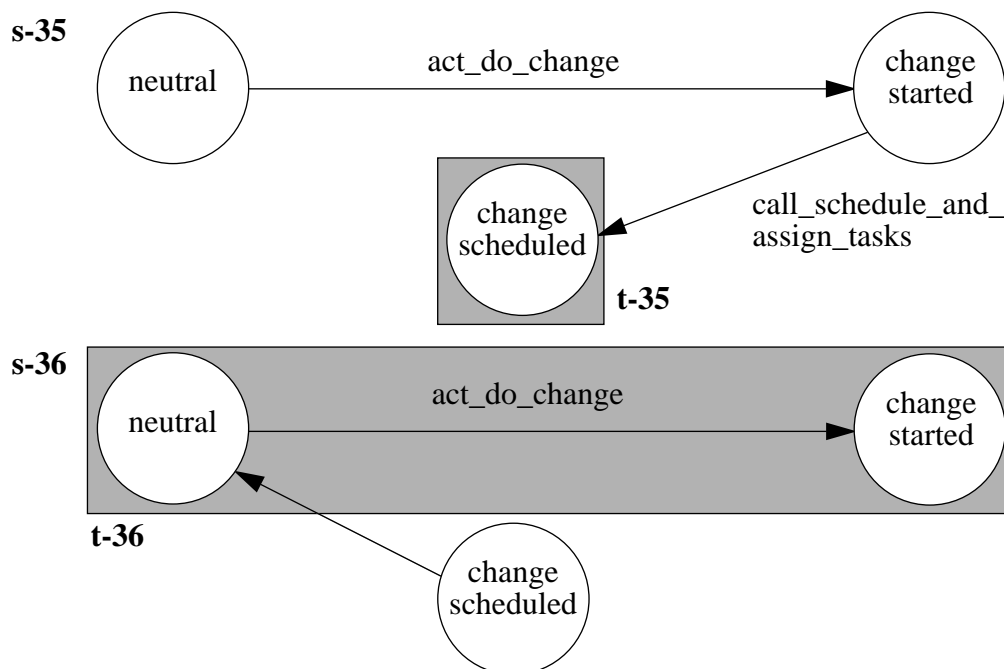 s-35
neutral
act_do_change
change
started
change
scheduled
call_schedule_and_
assign_tasks
t-35
s-36
neutral
act_do_change
change
started
t-36
change
scheduled